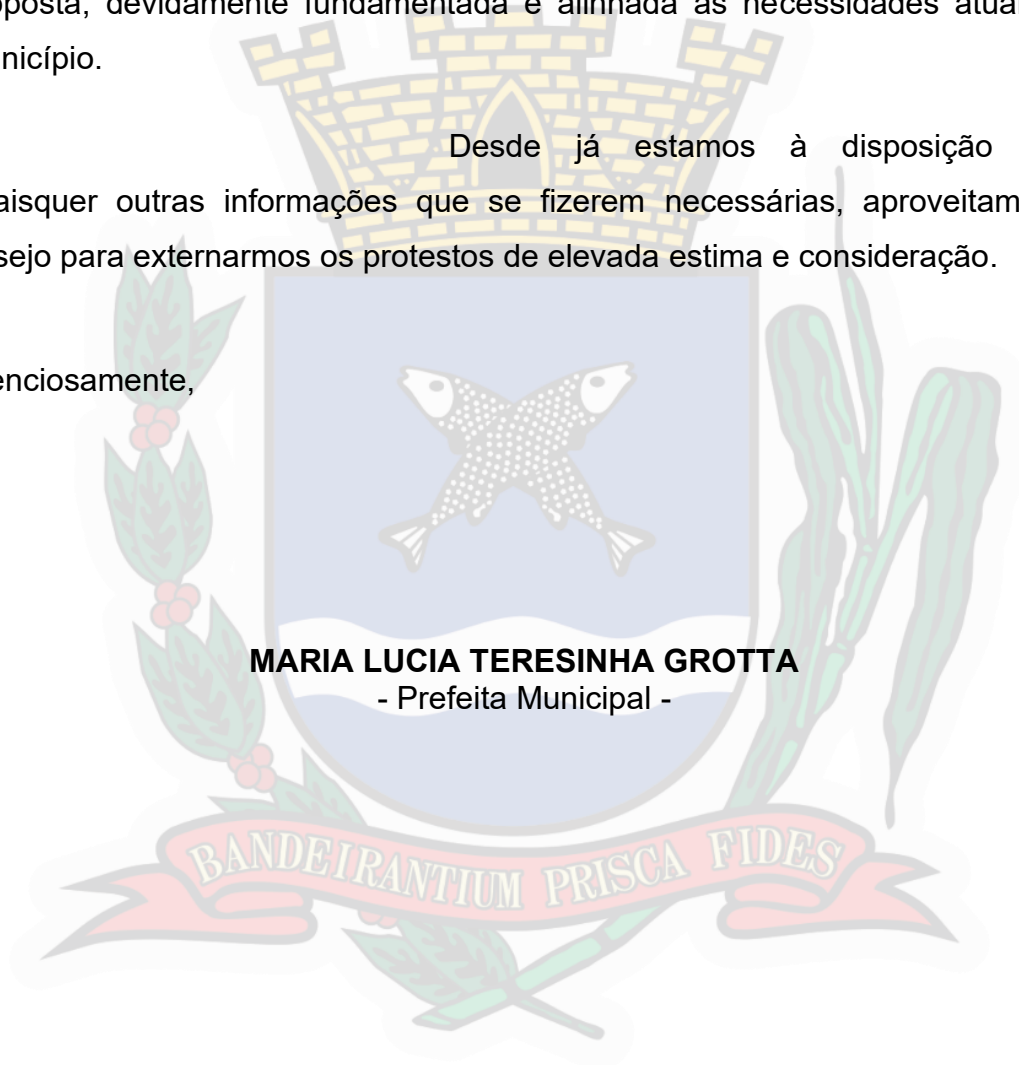 oposta, devidamente fundamentada e alinhada às necessidades atuai
nicípio.
Desde já estamos à disposição
aisquer outras informações que se fizerem necessárias, aproveitam
sejo para externarmos os protestos de elevada estima e consideração.
enciosamente,
MARIA LUCIA TERESINHA GROTTA
- Prefeita Municipal -
BANDEIRANTIUM PRISCA FIDES